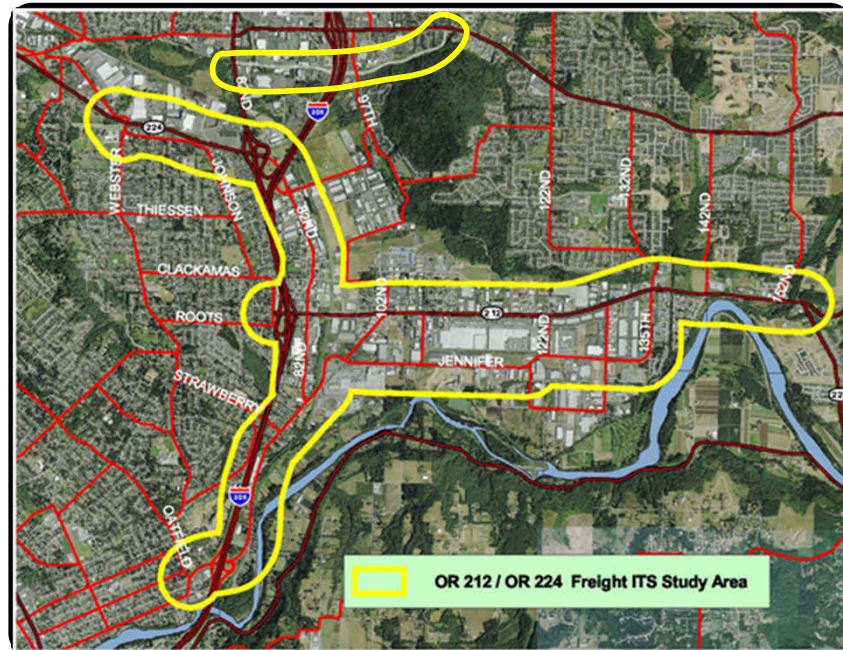 82ND
205
97TH
224
WEBSTER
JOHNSON
122ND
132ND
142ND
THIESSEN
82ND
CLACKAMAS
152ND
102ND
ROOTS
212
122ND
135TH
82ND
JENNIFER
STRAWBERRY
205
OATFIELD
OR 212 / OR 224 Freight ITS Study Area